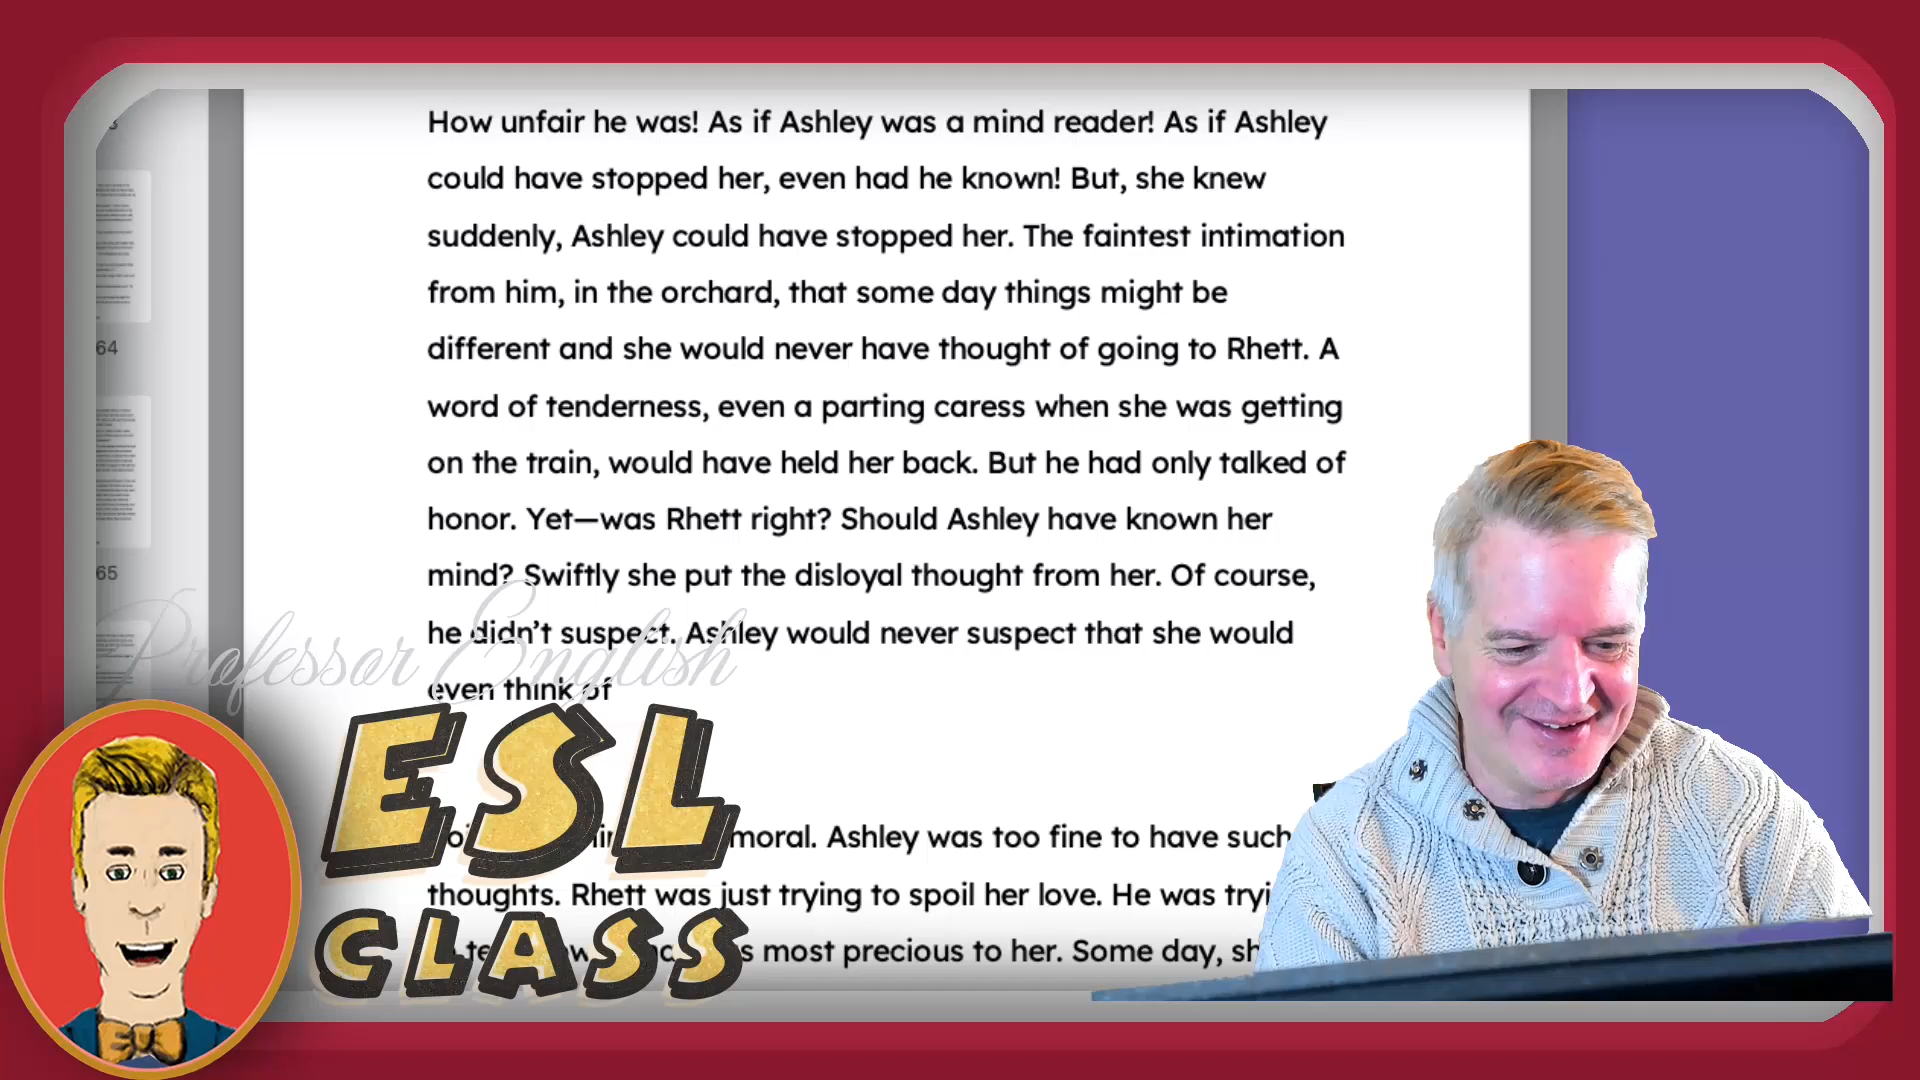 How unfair he was! As if Ashley was a mind reader! As if Ashley
could have stopped her, even had he known! But, she knew
suddenly, Ashley could have stopped her. The faintest intimation
from him, in the orchard, that some day things might be
different and she would never have thought of going to Rhett. A
word of tenderness, even a parting caress when she was getting
on the train, would have held her back. But he had only talked of
honor. Yet—was Rhett right? Should Ashley have known her
mind? Swiftly she put the disloyal thought from her. Of course,
he didn't suspect. Ashley would never suspect that she would
even think of
moral. Ashley was too fine to have such
thoughts. Rhett was just trying to spoil her love. He was
most precious to her. Some day,
64
65
Professor English
ESL
CLASS